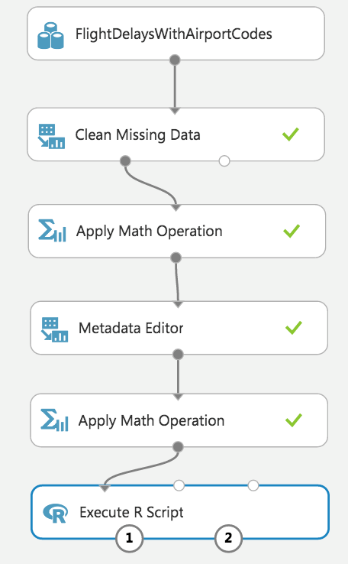 FlightDelaysWithAirportCodes
Clean Missing Data
Apply Math Operation
Metadata Editor
Apply Math Operation
Execute R Script
1 2